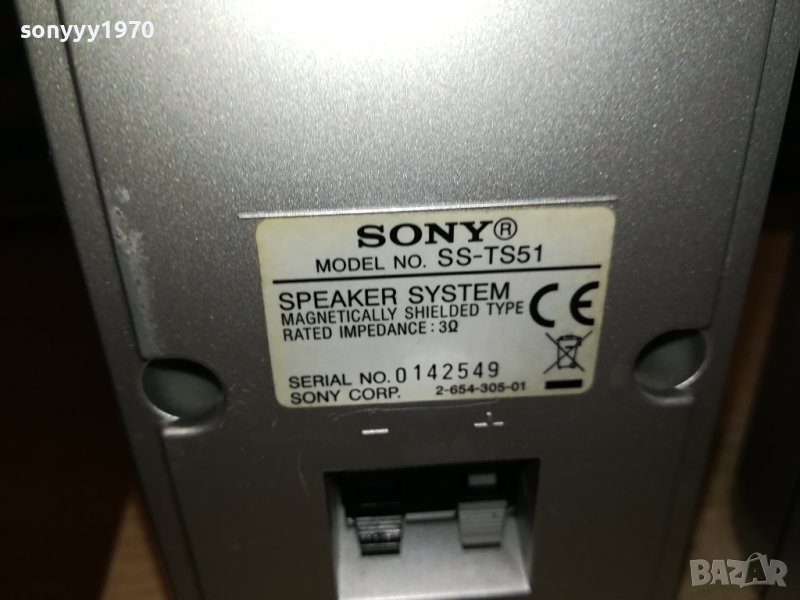 sonyyy1970
SONY®
MODEL NO. SS-TS51
SPEAKER SYSTEM
MAGNETICALLY SHIELDED TYPE
RATED IMPEDANCE: 3Ω
CE
SERIAL NO. 0142549
SONY CORP. 2-654-305-01
− +
BAZAR